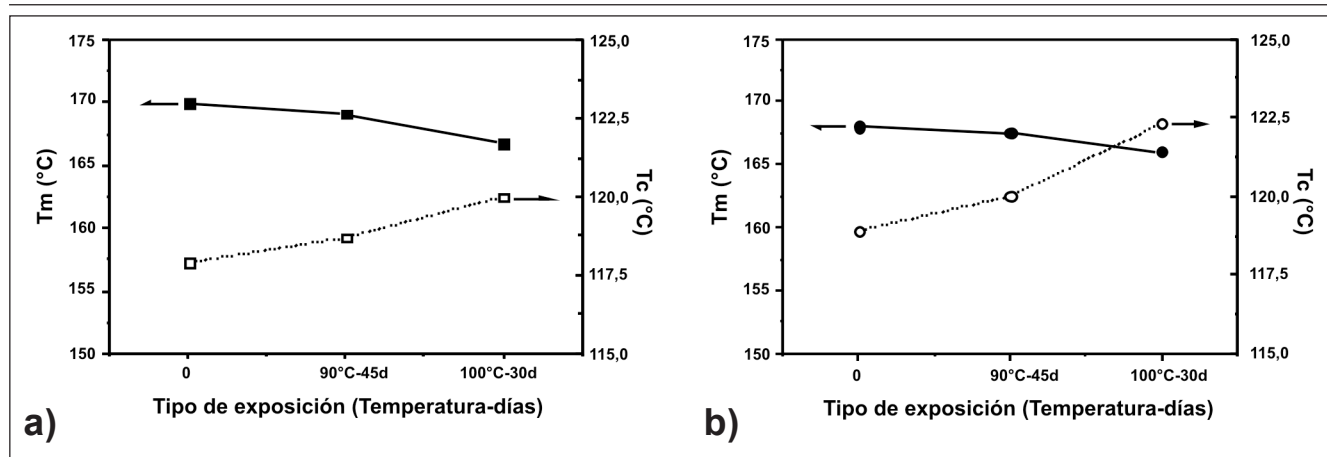 175
170
165
160
155
150
Tm (°C)
125,0
122,5
120,0
117,5
115,0
Tc (°C)
0
90°C-45d
100°C-30d
Tipo de exposición (Temperatura-días)
a)
175
170
165
160
155
150
Tm (°C)
125,0
122,5
120,0
117,5
115,0
Tc (°C)
0
90°C-45d
100°C-30d
Tipo de exposición (Temperatura-días)
b)